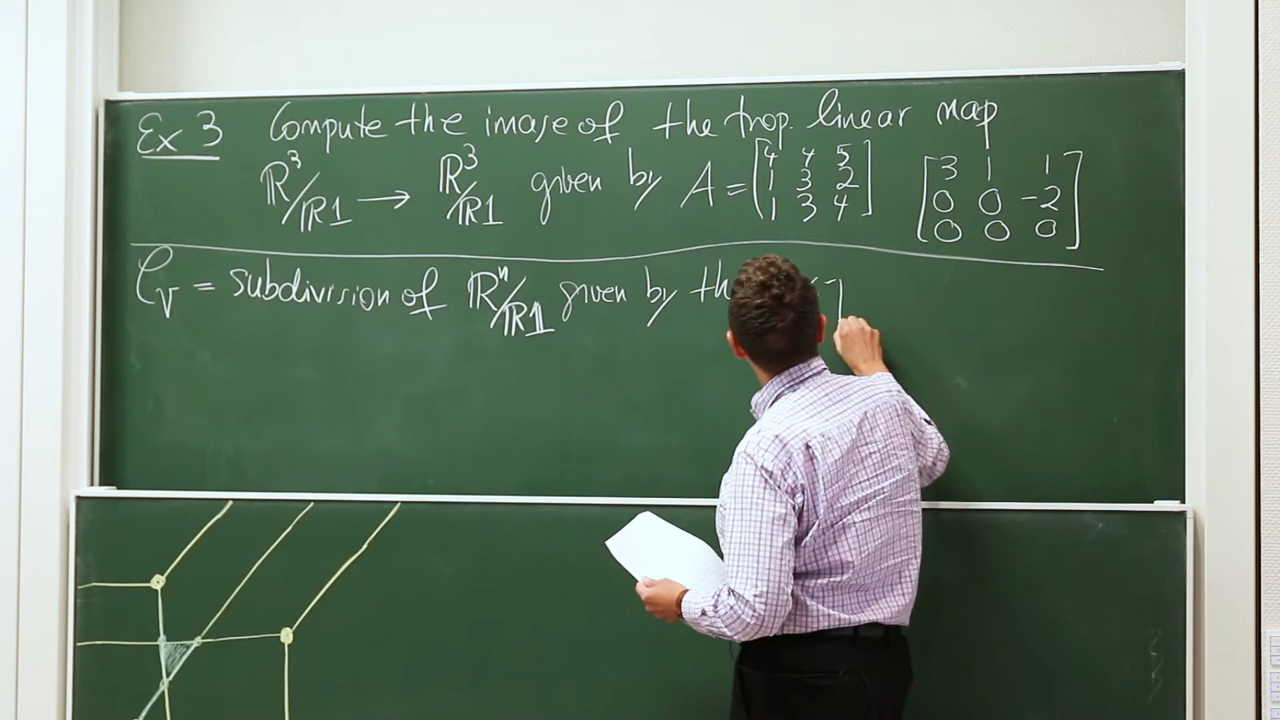 Ex 3 Compute the image of the trop. linear map
ℝ³/ℝ1 → ℝ³/ℝ1 given by A = [4 4 5; 1 3 2; 1 3 4] [3 1 1; 0 0 -2; 0 0 0]
𝒞_V = subdivision of ℝⁿ/ℝ𝟙 given by